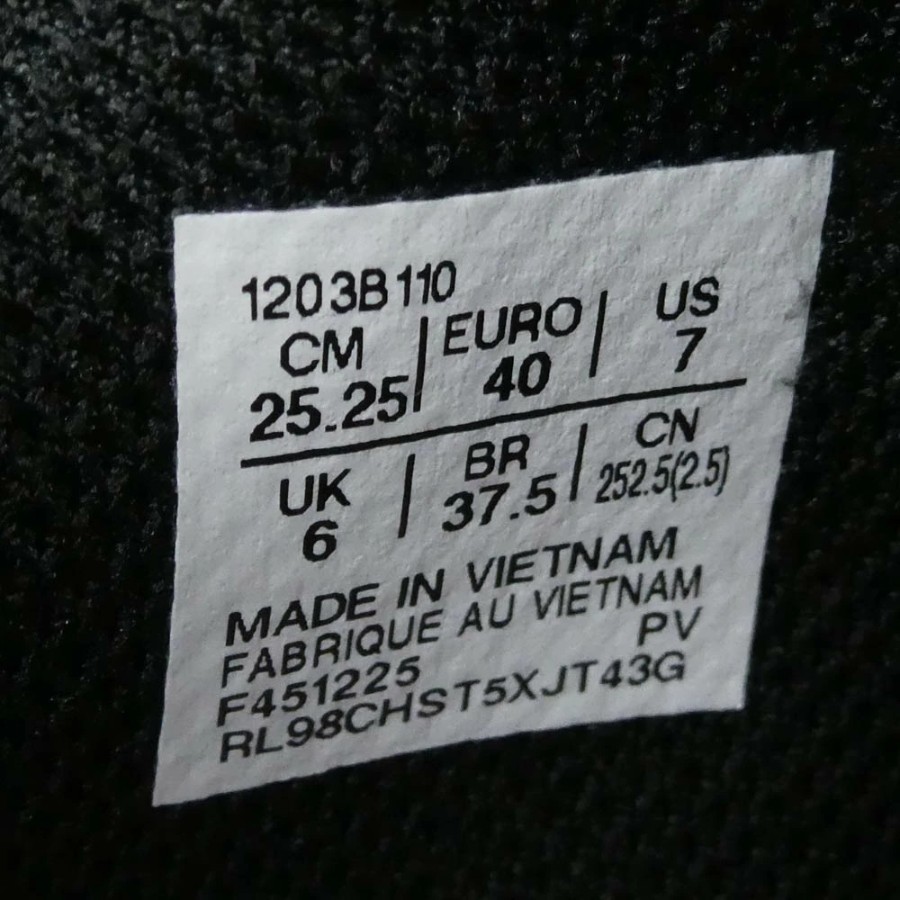 1203B110
CM | EURO | US
25.25 | 40 | 7
UK | BR | CN
6 | 37.5 | 252.5(2.5)
MADE IN VIETNAM
FABRIQUE AU VIETNAM
F451225 PV
RL98CHST5XJT43G